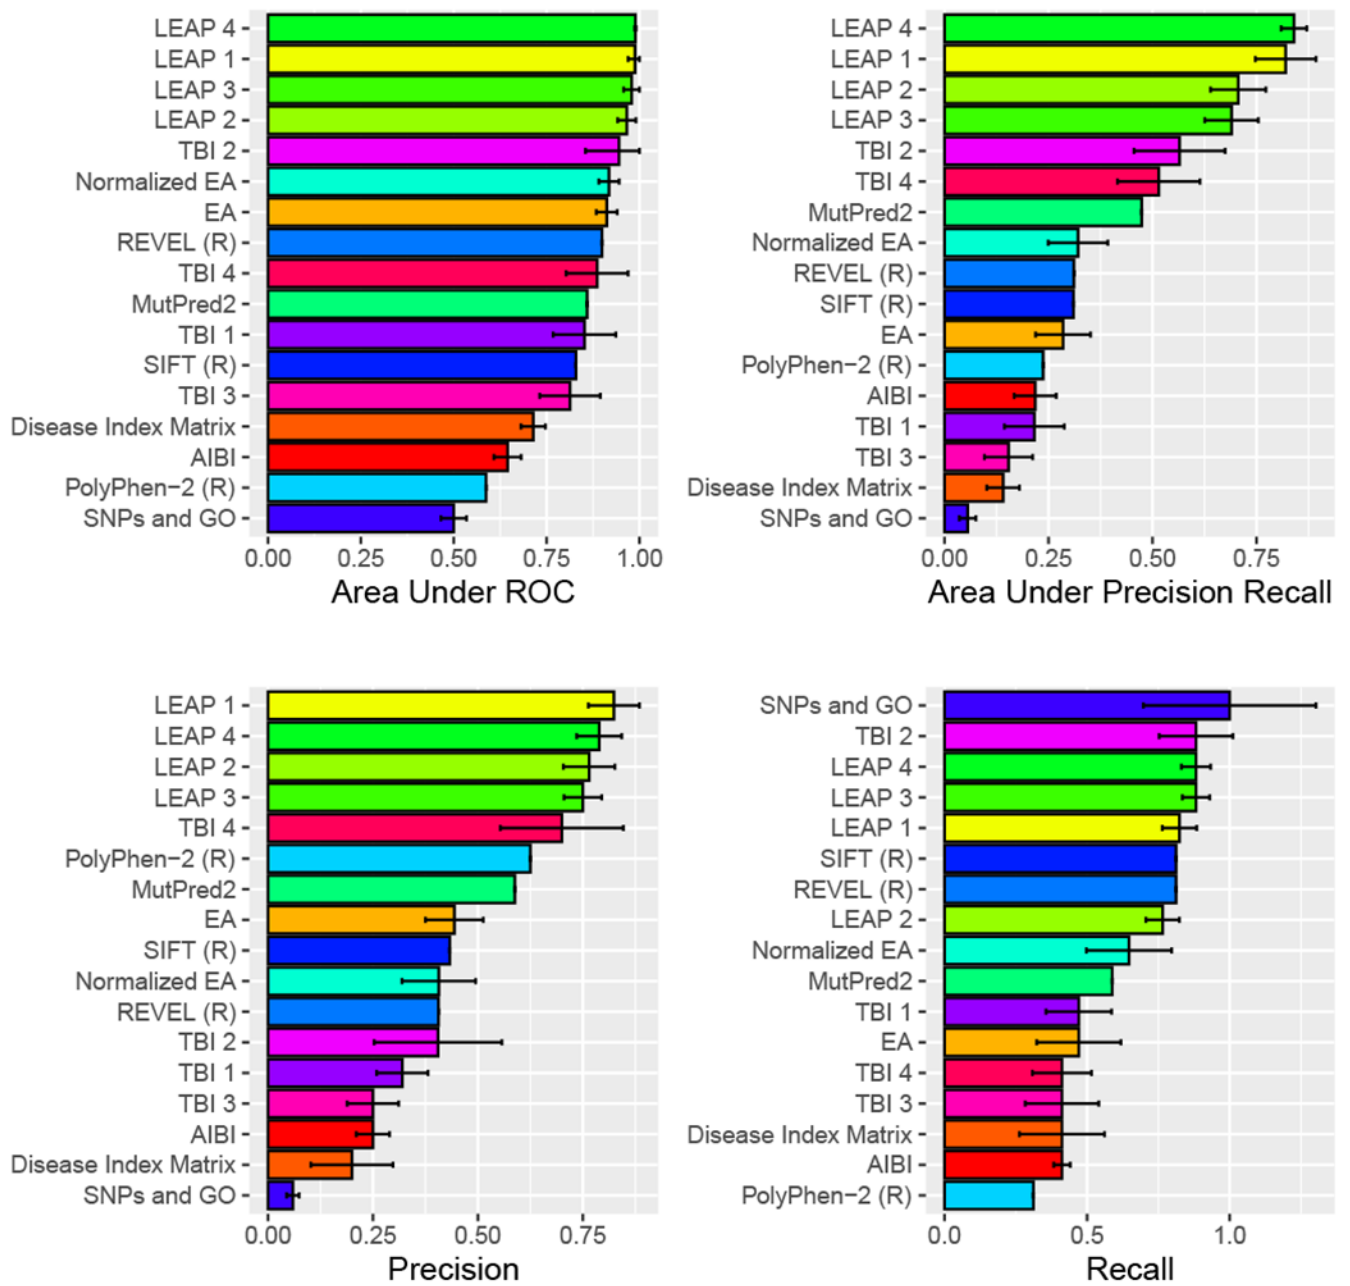 LEAP 4
LEAP 1
LEAP 3
LEAP 2
TBI 2
Normalized EA
EA
REVEL (R)
TBI 4
MutPred2
TBI 1
SIFT (R)
TBI 3
Disease Index Matrix
AIBI
PolyPhen−2 (R)
SNPs and GO
0.00 0.25 0.50 0.75 1.00
Area Under ROC
LEAP 4
LEAP 1
LEAP 2
LEAP 3
TBI 2
TBI 4
MutPred2
Normalized EA
REVEL (R)
SIFT (R)
EA
PolyPhen−2 (R)
AIBI
TBI 1
TBI 3
Disease Index Matrix
SNPs and GO
0.00 0.25 0.50 0.75
Area Under Precision Recall
LEAP 1
LEAP 4
LEAP 2
LEAP 3
TBI 4
PolyPhen−2 (R)
MutPred2
EA
SIFT (R)
Normalized EA
REVEL (R)
TBI 2
TBI 1
TBI 3
AIBI
Disease Index Matrix
SNPs and GO
0.00 0.25 0.50 0.75
Precision
SNPs and GO
TBI 2
LEAP 4
LEAP 3
LEAP 1
SIFT (R)
REVEL (R)
LEAP 2
Normalized EA
MutPred2
TBI 1
EA
TBI 4
TBI 3
Disease Index Matrix
AIBI
PolyPhen−2 (R)
0.0 0.5 1.0
Recall